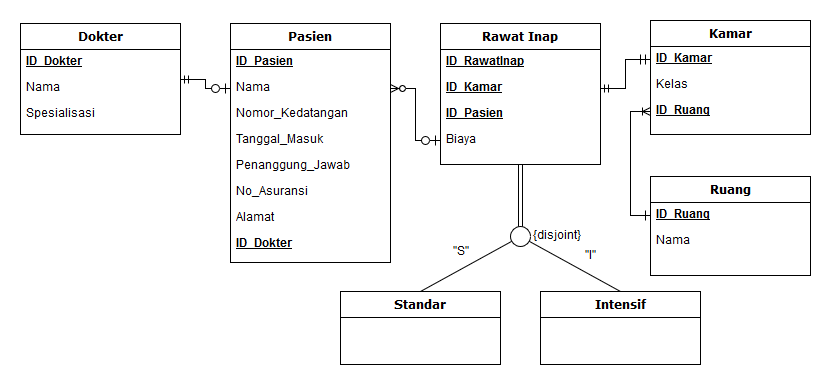 Dokter
ID_Dokter
Nama
Spesialisasi
Pasien
ID_Pasien
Nama
Nomor_Kedatangan
Tanggal_Masuk
Penanggung_Jawab
No_Asuransi
Alamat
ID_Dokter
Rawat Inap
ID_RawatInap
ID_Kamar
ID_Pasien
Biaya
Kamar
ID_Kamar
Kelas
ID_Ruang
Ruang
ID_Ruang
Nama
{disjoint}
"S"
"I"
Standar
Intensif